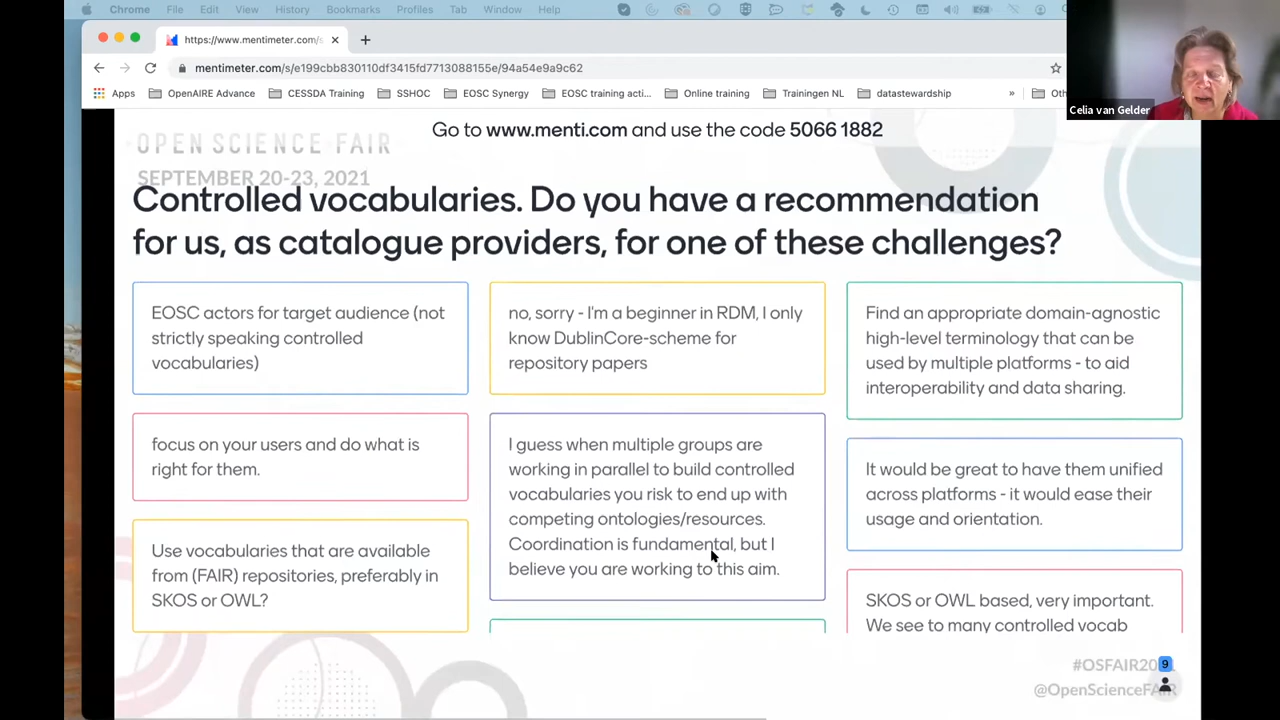 Chrome File Edit View History Bookmarks Profiles Tab Window Help
https://www.mentimeter.com/s
mentimeter.com/s/e199cbb830110df3415fd7713088155e/94a54e9a9c62
Apps OpenAIRE Advance CESSDA Training SSHOC EOSC Synergy EOSC training acti... Online training Trainingen NL datastewardship » Oth
Celia van Gelder
Go to www.menti.com and use the code 5066 1882
OPEN SCIENCE FAIR
SEPTEMBER 20-23, 2021
Controlled vocabularies. Do you have a recommendation
for us, as catalogue providers, for one of these challenges?
EOSC actors for target audience (not
strictly speaking controlled
vocabularies)
focus on your users and do what is
right for them.
Use vocabularies that are available
from (FAIR) repositories, preferably in
SKOS or OWL?
no, sorry - I'm a beginner in RDM, I only
know DublinCore-scheme for
repository papers
I guess when multiple groups are
working in parallel to build controlled
vocabularies you risk to end up with
competing ontologies/resources.
Coordination is fundamental, but I
believe you are working to this aim.
Find an appropriate domain-agnostic
high-level terminology that can be
used by multiple platforms - to aid
interoperability and data sharing.
It would be great to have them unified
across platforms - it would ease their
usage and orientation.
SKOS or OWL based, very important.
We see to many controlled vocab
#OSFAIR2021
9
@OpenScienceFAIR